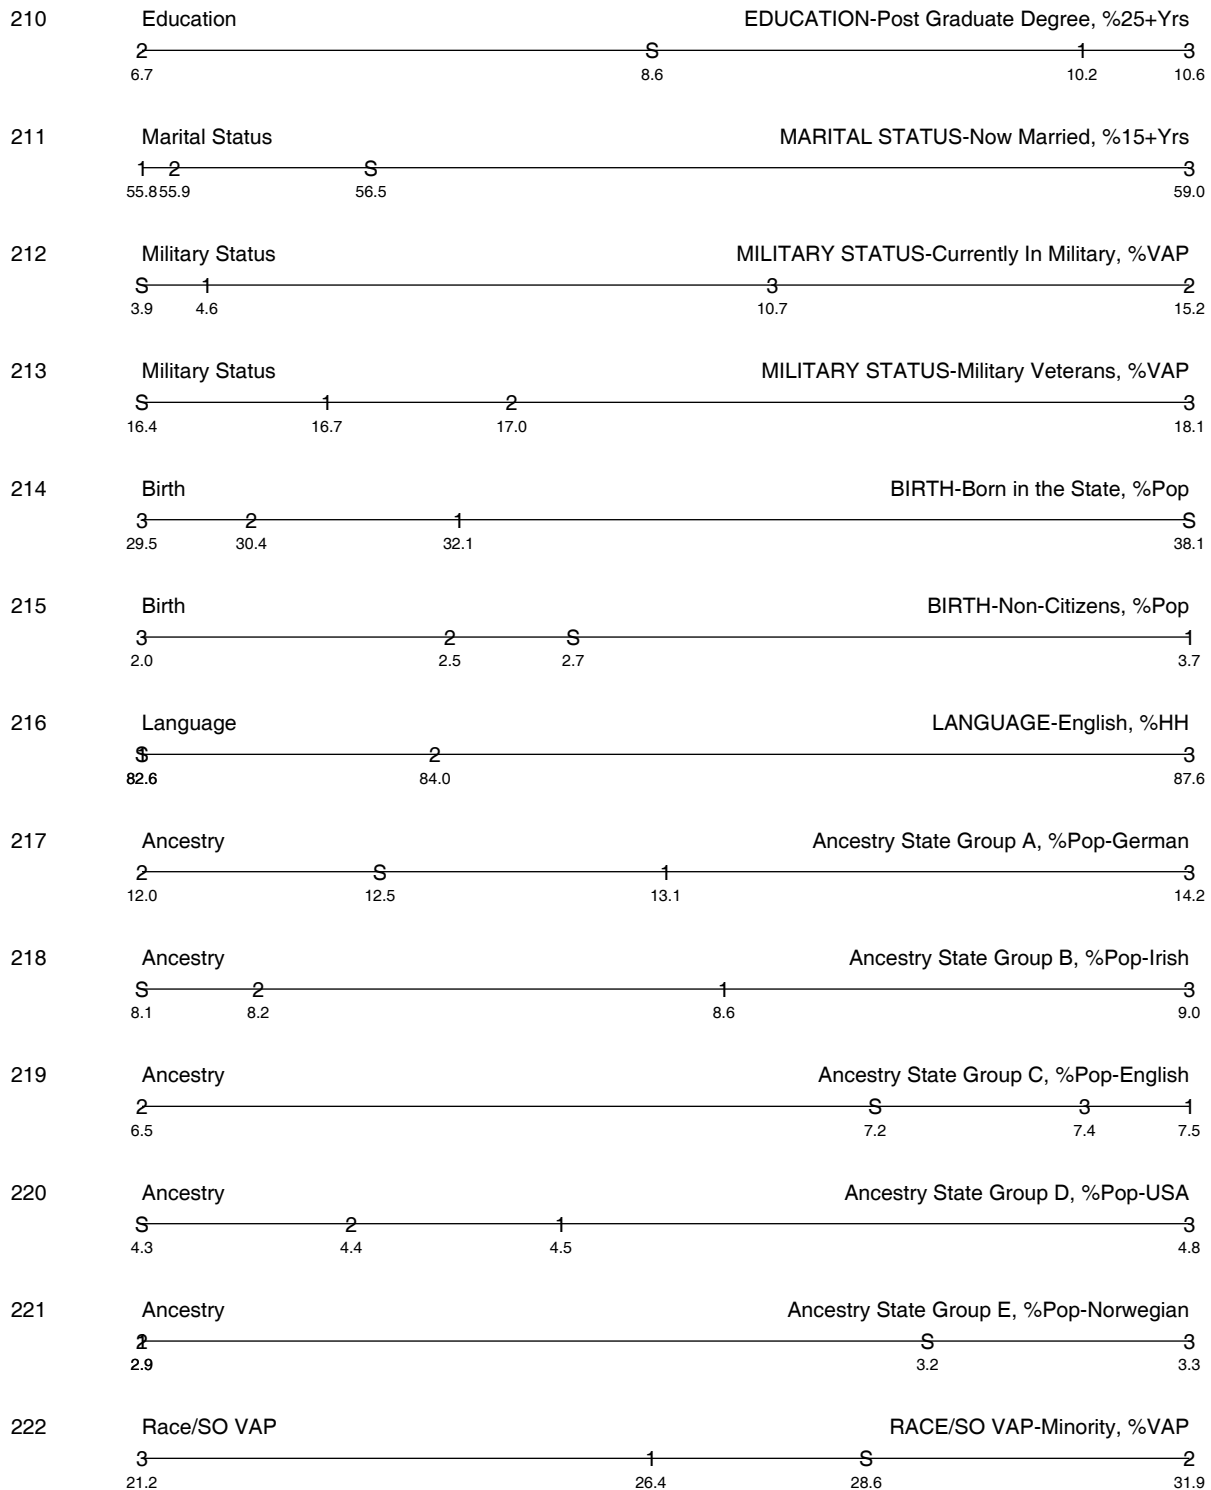 210 Education EDUCATION-Post Graduate Degree, %25+Yrs
2 S 1 3
6.7 8.6 10.2 10.6
211 Marital Status MARITAL STATUS-Now Married, %15+Yrs
1 2 S 3
55.8 55.9 56.5 59.0
212 Military Status MILITARY STATUS-Currently In Military, %VAP
S 1 3 2
3.9 4.6 10.7 15.2
213 Military Status MILITARY STATUS-Military Veterans, %VAP
S 1 2 3
16.4 16.7 17.0 18.1
214 Birth BIRTH-Born in the State, %Pop
3 2 1 S
29.5 30.4 32.1 38.1
215 Birth BIRTH-Non-Citizens, %Pop
3 2 S 1
2.0 2.5 2.7 3.7
216 Language LANGUAGE-English, %HH
S 2 3
82.6 84.0 87.6
217 Ancestry Ancestry State Group A, %Pop-German
2 S 1 3
12.0 12.5 13.1 14.2
218 Ancestry Ancestry State Group B, %Pop-Irish
S 2 1 3
8.1 8.2 8.6 9.0
219 Ancestry Ancestry State Group C, %Pop-English
2 S 3 1
6.5 7.2 7.4 7.5
220 Ancestry Ancestry State Group D, %Pop-USA
S 2 1 3
4.3 4.4 4.5 4.8
221 Ancestry Ancestry State Group E, %Pop-Norwegian
S 3
2.9 3.2 3.3
222 Race/SO VAP RACE/SO VAP-Minority, %VAP
3 1 S 2
21.2 26.4 28.6 31.9